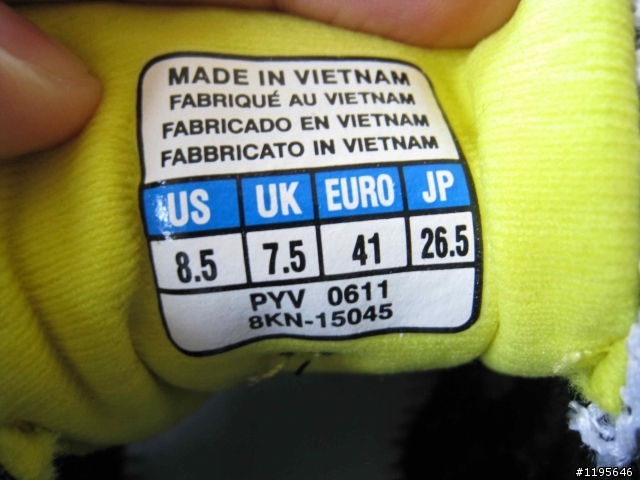 MADE IN VIETNAM
FABRIQUÉ AU VIETNAM
FABRICADO EN VIETNAM
FABBRICATO IN VIETNAM
US UK EURO JP
8.5 7.5 41 26.5
PYV 0611
8KN-15045
#1195646